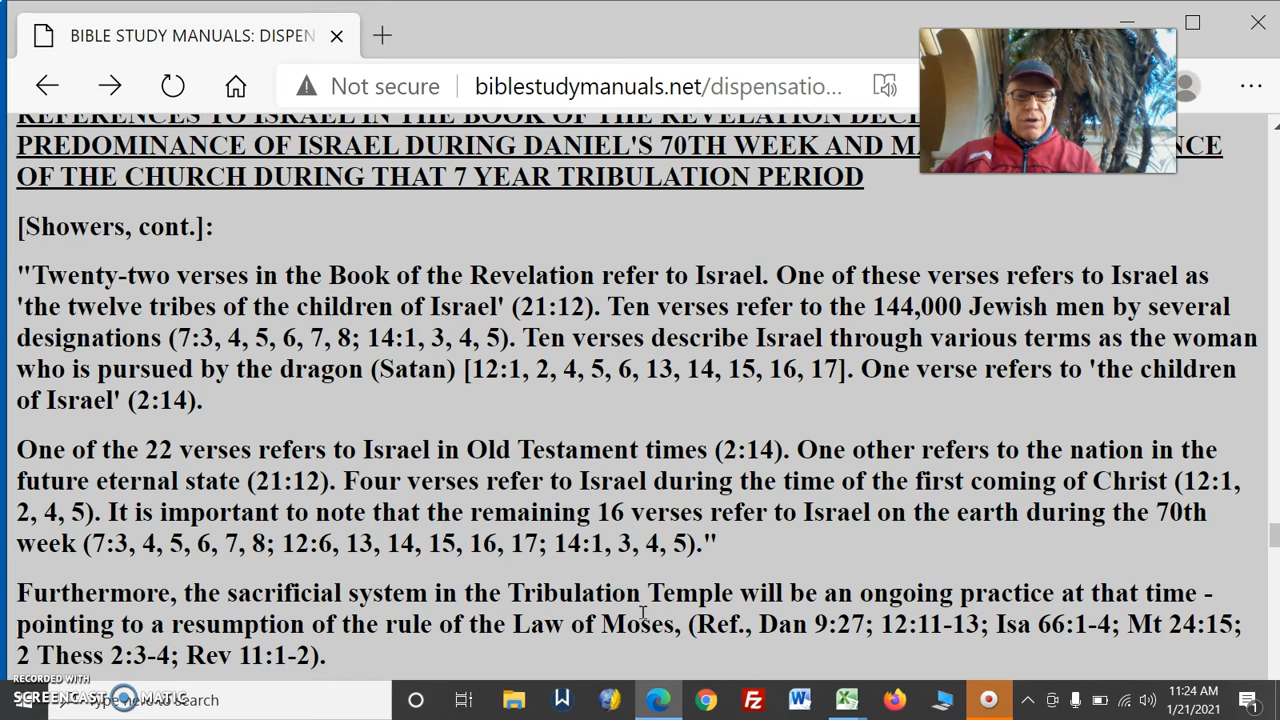 BIBLE STUDY MANUALS: DISPEN
Not secure
biblestudymanuals.net/dispensatio...
REFERENCES TO ISRAEL IN THE BOOK OF THE REVELATION
PREDOMINANCE OF ISRAEL DURING DANIEL'S 70TH WEEK AND
OF THE CHURCH DURING THAT 7 YEAR TRIBULATION PERIOD
[Showers, cont.]:
"Twenty-two verses in the Book of the Revelation refer to Israel. One of these verses refers to Israel as
'the twelve tribes of the children of Israel' (21:12). Ten verses refer to the 144,000 Jewish men by several
designations (7:3, 4, 5, 6, 7, 8; 14:1, 3, 4, 5). Ten verses describe Israel through various terms as the woman
who is pursued by the dragon (Satan) [12:1, 2, 4, 5, 6, 13, 14, 15, 16, 17]. One verse refers to 'the children
of Israel' (2:14).
One of the 22 verses refers to Israel in Old Testament times (2:14). One other refers to the nation in the
future eternal state (21:12). Four verses refer to Israel during the time of the first coming of Christ (12:1,
2, 4, 5). It is important to note that the remaining 16 verses refer to Israel on the earth during the 70th
week (7:3, 4, 5, 6, 7, 8; 12:6, 13, 14, 15, 16, 17; 14:1, 3, 4, 5)."
Furthermore, the sacrificial system in the Tribulation Temple will be an ongoing practice at that time -
pointing to a resumption of the rule of the Law of Moses, (Ref., Dan 9:27; 12:11-13; Isa 66:1-4; Mt 24:15;
2 Thess 2:3-4; Rev 11:1-2).
RECORDED WITH
SCREENCAST MATIC
Type here to search
11:24 AM
1/21/2021